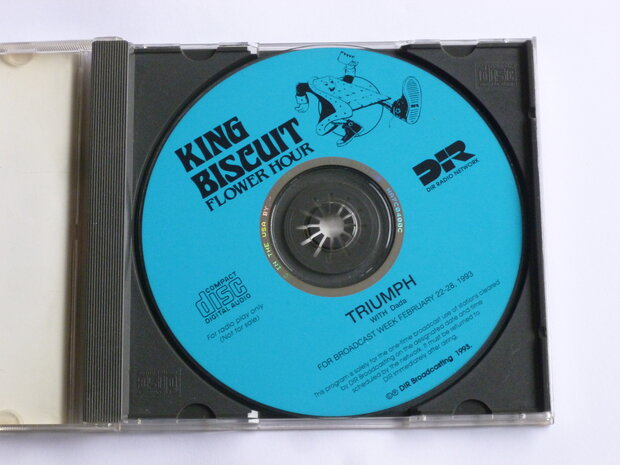 KING
BISCUIT
FLOWER HOUR
DIR
DIR RADIO NETWORK
COMPACT
disc
DIGITAL AUDIO
For radio play only
(Not for sale)
IN THE USA BY
TRIUMPH
WITH Dada
FOR BROADCAST WEEK FEBRUARY 22-28, 1993
This program is solely for the one-time broadcast use of stations cleared
by DIR Broadcasting on the designated date and time
scheduled by the network. It must be returned to
DIR immediately after airing.
©℗ DIR Broadcasting 1993.
disc
disc